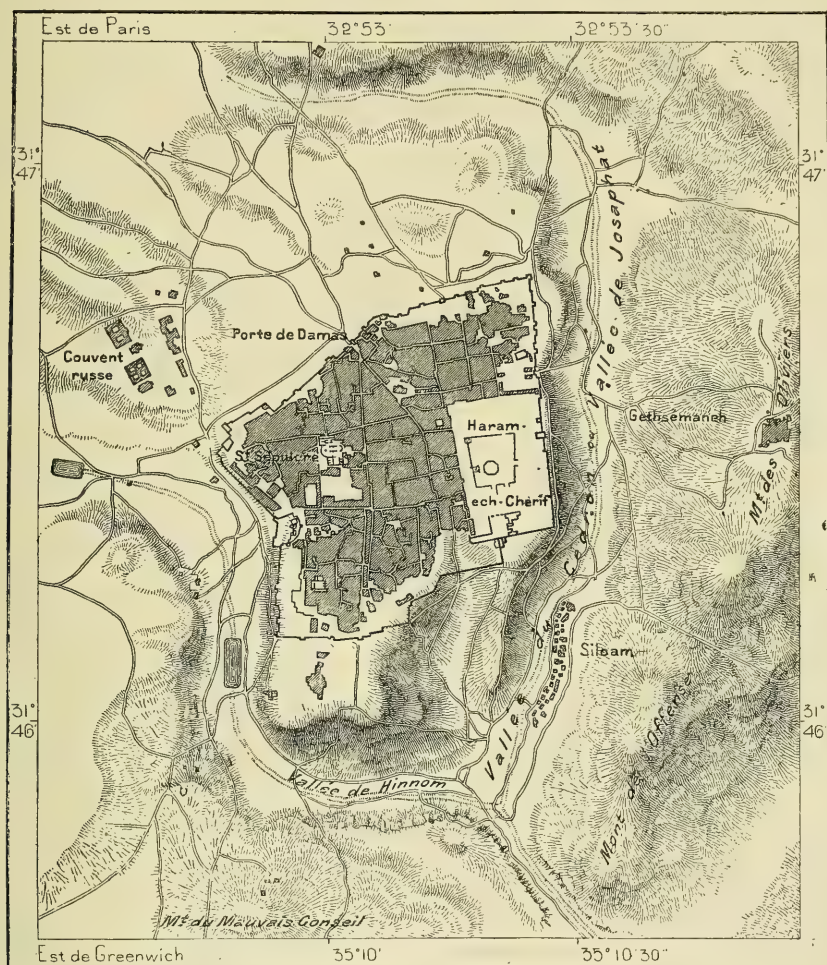 Est de Paris
32°53'
32°53'30"
31°
47'
31°
47'
Vallée du Cédron ou Vallée de Josaphat
Porte de Damas
Couvent
russe
Mt des Oliviers
Gethsémaneh
Haram-
St Sépulcre
ech-Chérif
Siloam
31°
46'
31°
46'
Mont de l'Offense
Vallée de Hinnom
Mt du Mauvais Conseil
Est de Greenwich
35°10'
35°10'30"